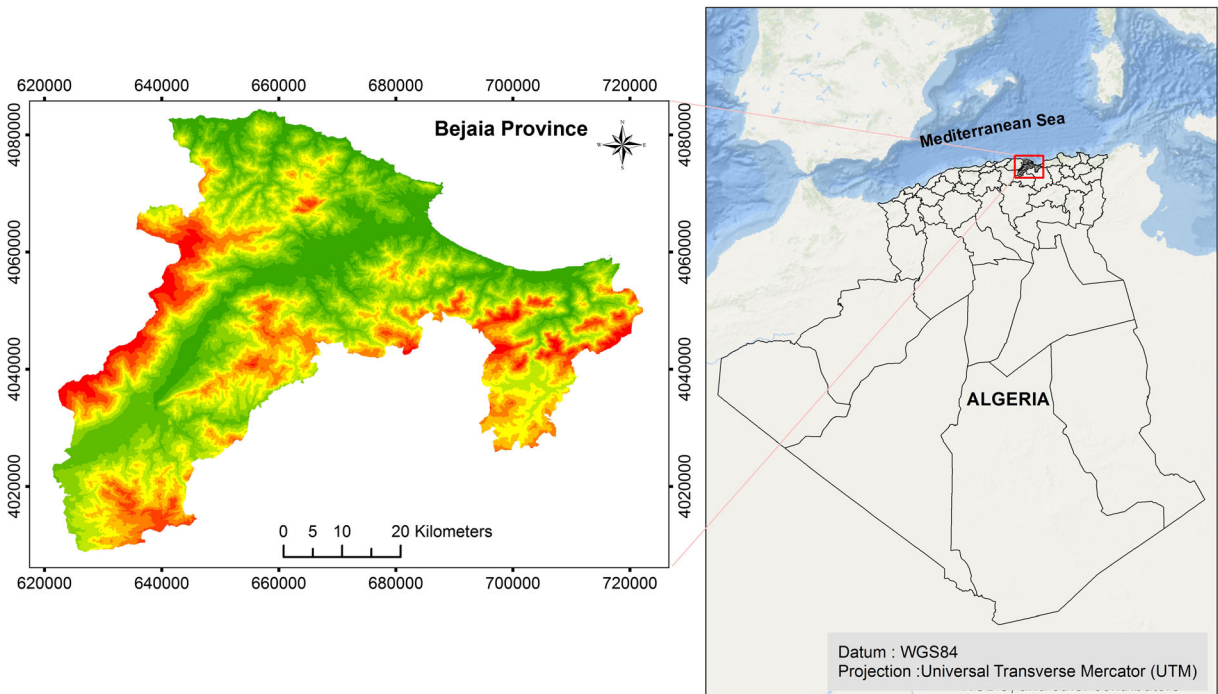 620000 640000 660000 680000 700000 720000
4080000
4060000
4040000
4020000
Bejaia Province
N
W E
S
0 5 10 20 Kilometers
4080000
4060000
4040000
4020000
620000 640000 660000 680000 700000 720000
Mediterranean Sea
ALGERIA
Datum : WGS84
Projection :Universal Transverse Mercator (UTM)